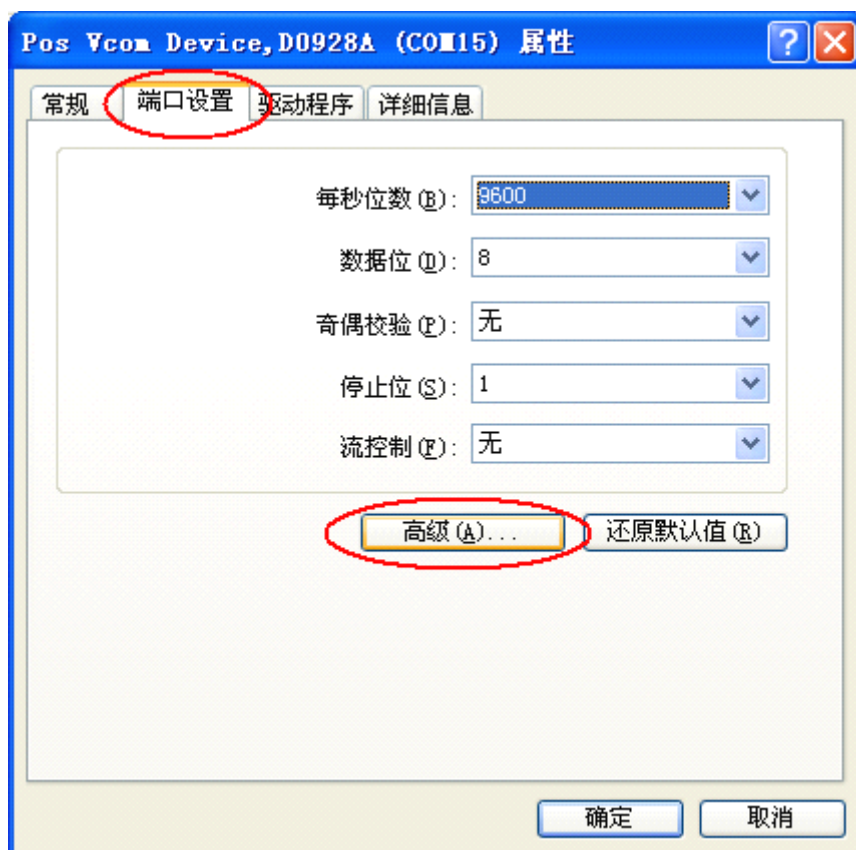 Pos Vcom Device,D0928A (COM15) 属性
常规 端口设置 驱动程序 详细信息
每秒位数(B): 9600
数据位(D): 8
奇偶校验(P): 无
停止位(S): 1
流控制(F): 无
高级(A)... 还原默认值(R)
确定 取消